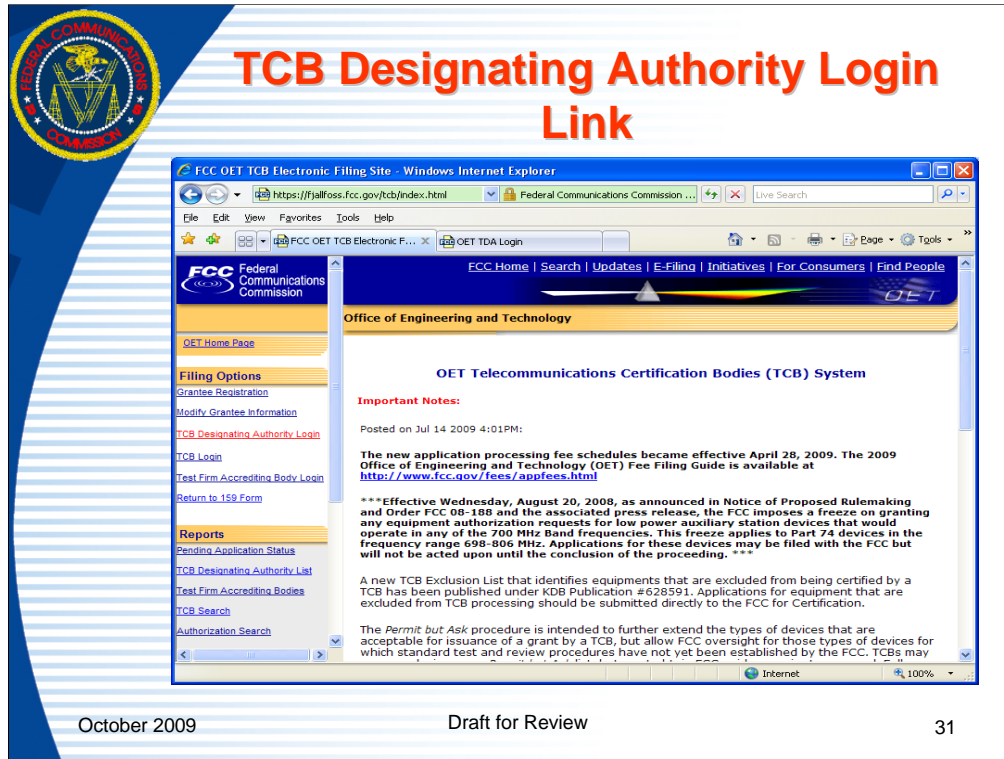 FEDERAL COMMUNICATIONS COMMISSION
TCB Designating Authority Login
Link
FCC OET TCB Electronic Filing Site - Windows Internet Explorer
https://fjallfoss.fcc.gov/tcb/index.html
Federal Communications Commission ...
Live Search
File Edit View Favorites Tools Help
FCC OET TCB Electronic F... X
OET TDA Login
Page
Tools
»
FCC Federal
Communications
Commission
FCC Home | Search | Updates | E-Filing | Initiatives | For Consumers | Find People
OET
Office of Engineering and Technology
OET Home Page
Filing Options
Grantee Registration
Modify Grantee Information
TCB Designating Authority Login
TCB Login
Test Firm Accrediting Body Login
Return to 159 Form
Reports
Pending Application Status
TCB Designating Authority List
Test Firm Accrediting Bodies
TCB Search
Authorization Search
OET Telecommunications Certification Bodies (TCB) System
Important Notes:
Posted on Jul 14 2009 4:01PM:
The new application processing fee schedules became effective April 28, 2009. The 2009
Office of Engineering and Technology (OET) Fee Filing Guide is available at
http://www.fcc.gov/fees/appfees.html
***Effective Wednesday, August 20, 2008, as announced in Notice of Proposed Rulemaking
and Order FCC 08-188 and the associated press release, the FCC imposes a freeze on granting
any equipment authorization requests for low power auxiliary station devices that would
operate in any of the 700 MHz Band frequencies. This freeze applies to Part 74 devices in the
frequency range 698-806 MHz. Applications for these devices may be filed with the FCC but
will not be acted upon until the conclusion of the proceeding. ***
A new TCB Exclusion List that identifies equipments that are excluded from being certified by a
TCB has been published under KDB Publication #628591. Applications for equipment that are
excluded from TCB processing should be submitted directly to the FCC for Certification.
The Permit but Ask procedure is intended to further extend the types of devices that are
acceptable for issuance of a grant by a TCB, but allow FCC oversight for those types of devices for
which standard test and review procedures have not yet been established by the FCC. TCBs may
Internet
100%
October 2009
Draft for Review
31